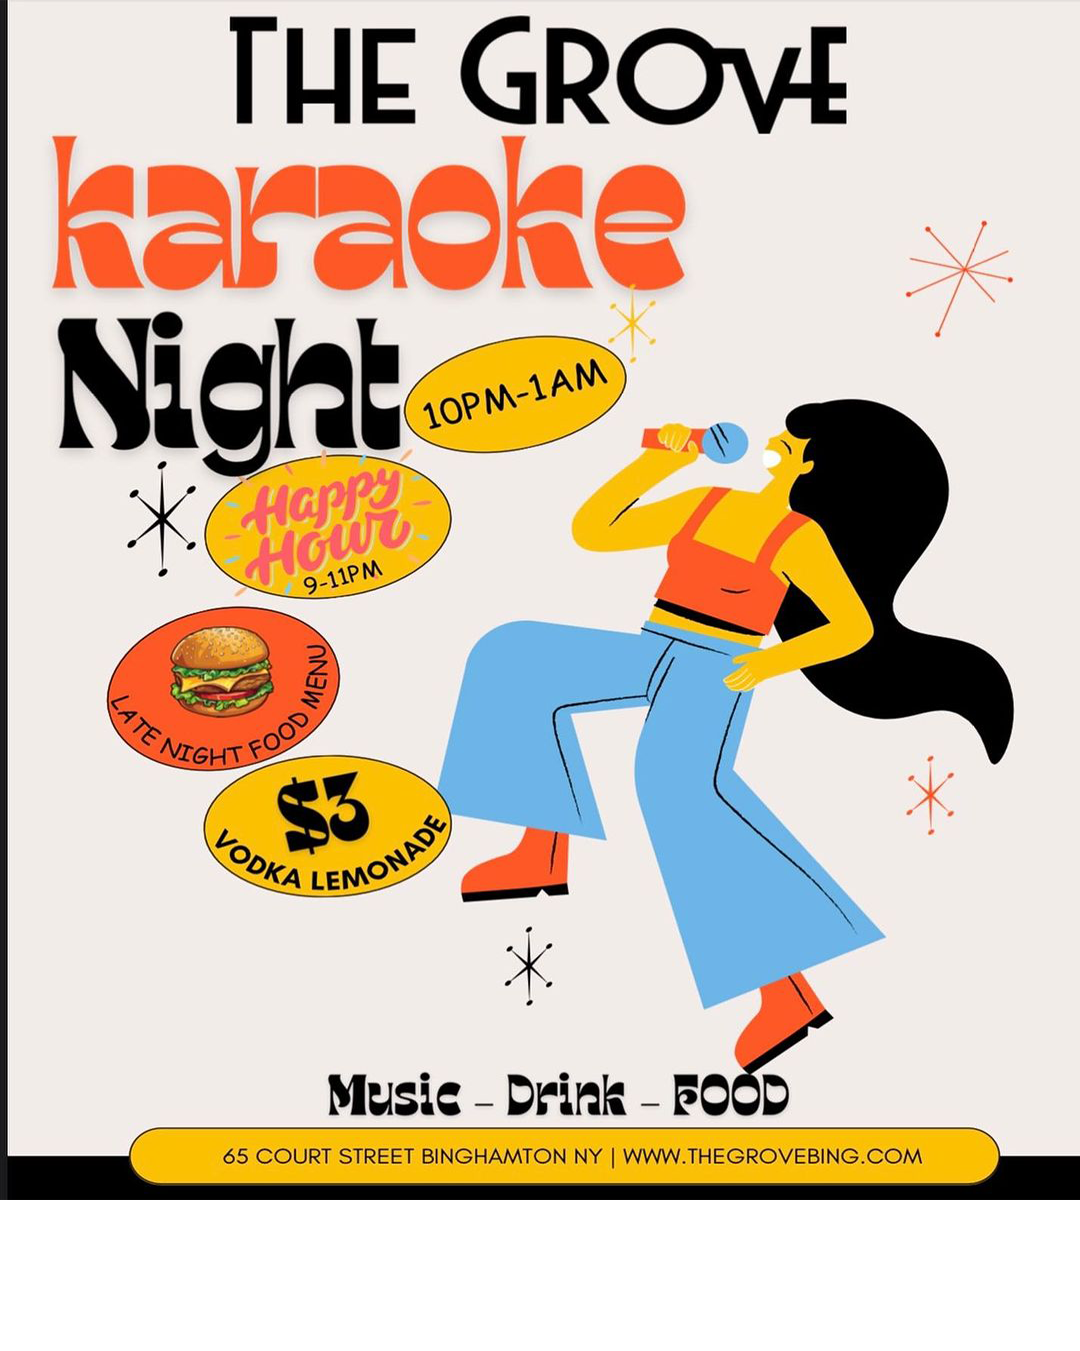 THE GROVE
karaoke
Night
10PM-1AM
Happy
Hour
9-11PM
LATE NIGHT FOOD MENU
$3
VODKA LEMONADE
Music - Drink - FOOD
65 COURT STREET BINGHAMTON NY | WWW.THEGROVEBING.COM